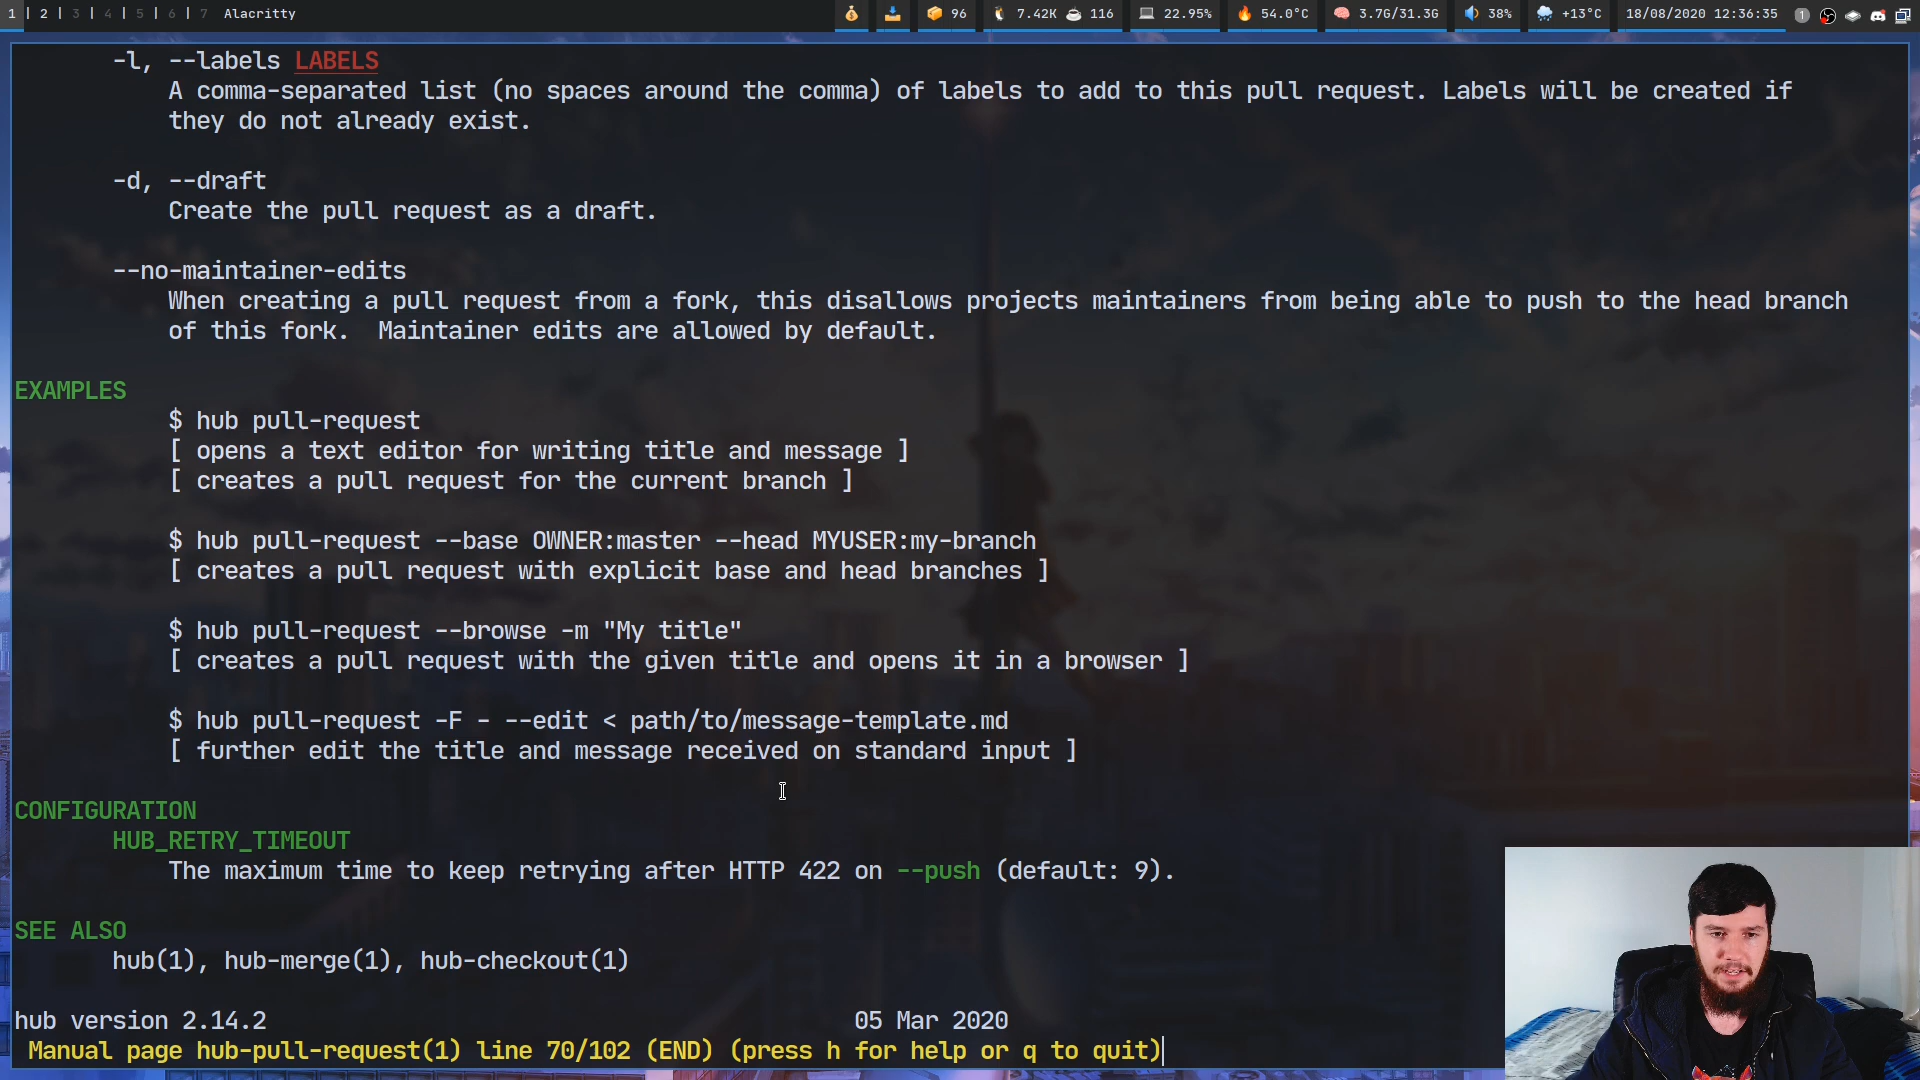 1 | 2 | 3 | 4 | 5 | 6 | 7 Alacritty 96 7.42K 116 22.95% 54.0°C 3.7G/31.3G 38% +13°C 18/08/2020 12:36:35 1
-l, --labels LABELS
A comma-separated list (no spaces around the comma) of labels to add to this pull request. Labels will be created if
they do not already exist.
-d, --draft
Create the pull request as a draft.
--no-maintainer-edits
When creating a pull request from a fork, this disallows projects maintainers from being able to push to the head branch
of this fork.  Maintainer edits are allowed by default.
EXAMPLES
$ hub pull-request
[ opens a text editor for writing title and message ]
[ creates a pull request for the current branch ]
$ hub pull-request --base OWNER:master --head MYUSER:my-branch
[ creates a pull request with explicit base and head branches ]
$ hub pull-request --browse -m "My title"
[ creates a pull request with the given title and opens it in a browser ]
$ hub pull-request -F - --edit < path/to/message-template.md
[ further edit the title and message received on standard input ]
CONFIGURATION
HUB_RETRY_TIMEOUT
The maximum time to keep retrying after HTTP 422 on --push (default: 9).
SEE ALSO
hub(1), hub-merge(1), hub-checkout(1)
hub version 2.14.2 05 Mar 2020
Manual page hub-pull-request(1) line 70/102 (END) (press h for help or q to quit)